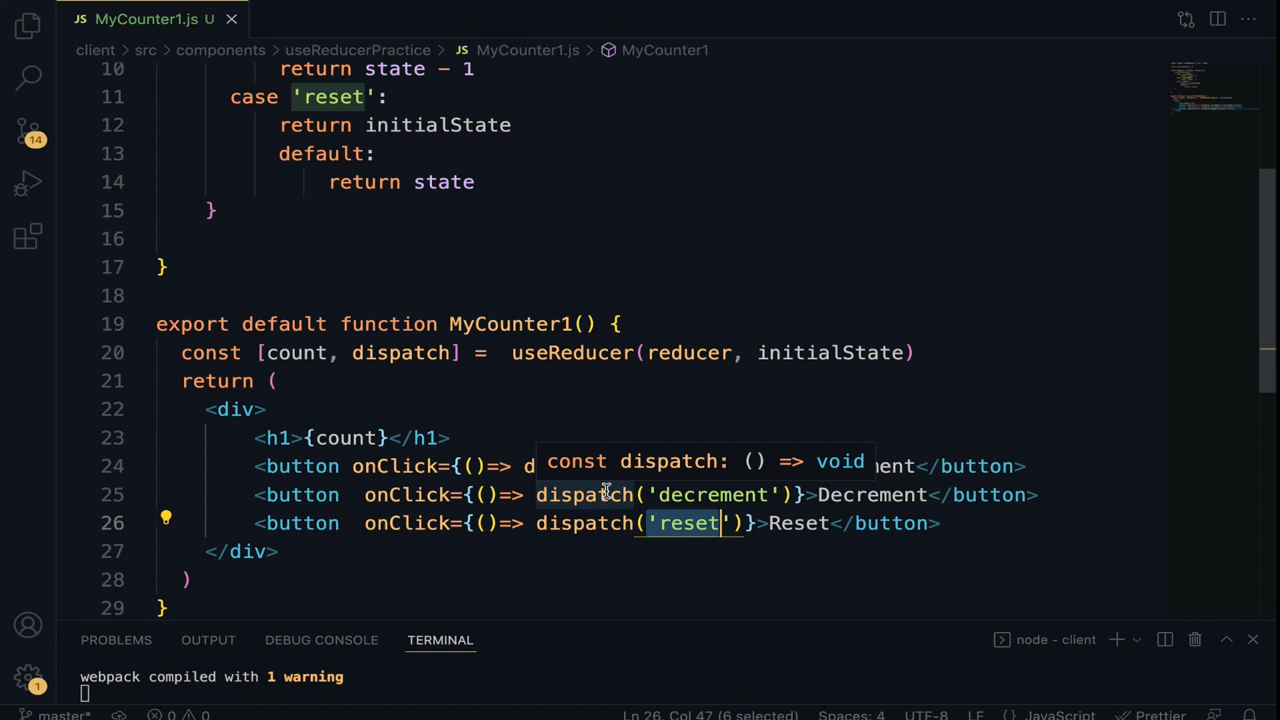 JS MyCounter1.js U
client > src > components > useReducerPractice > JS MyCounter1.js > MyCounter1
10 return state - 1
11 case 'reset':
12 return initialState
13 default:
14 return state
15 }
16
17 }
18
19 export default function MyCounter1() {
20 const [count, dispatch] = useReducer(reducer, initialState)
21 return (
22 <div>
23 <h1>{count}</h1>
const dispatch: () => void
24 <button onClick={()=> d ment</button>
25 <button onClick={()=> dispatch('decrement')}>Decrement</button>
26 <button onClick={()=> dispatch('reset')}>Reset</button>
27 </div>
28 )
29 }
14
1
PROBLEMS OUTPUT DEBUG CONSOLE TERMINAL node - client
webpack compiled with 1 warning
master* 0 0 Ln 26, Col 47 (6 selected) Spaces: 4 UTF-8 LF {} JavaScript Prettier